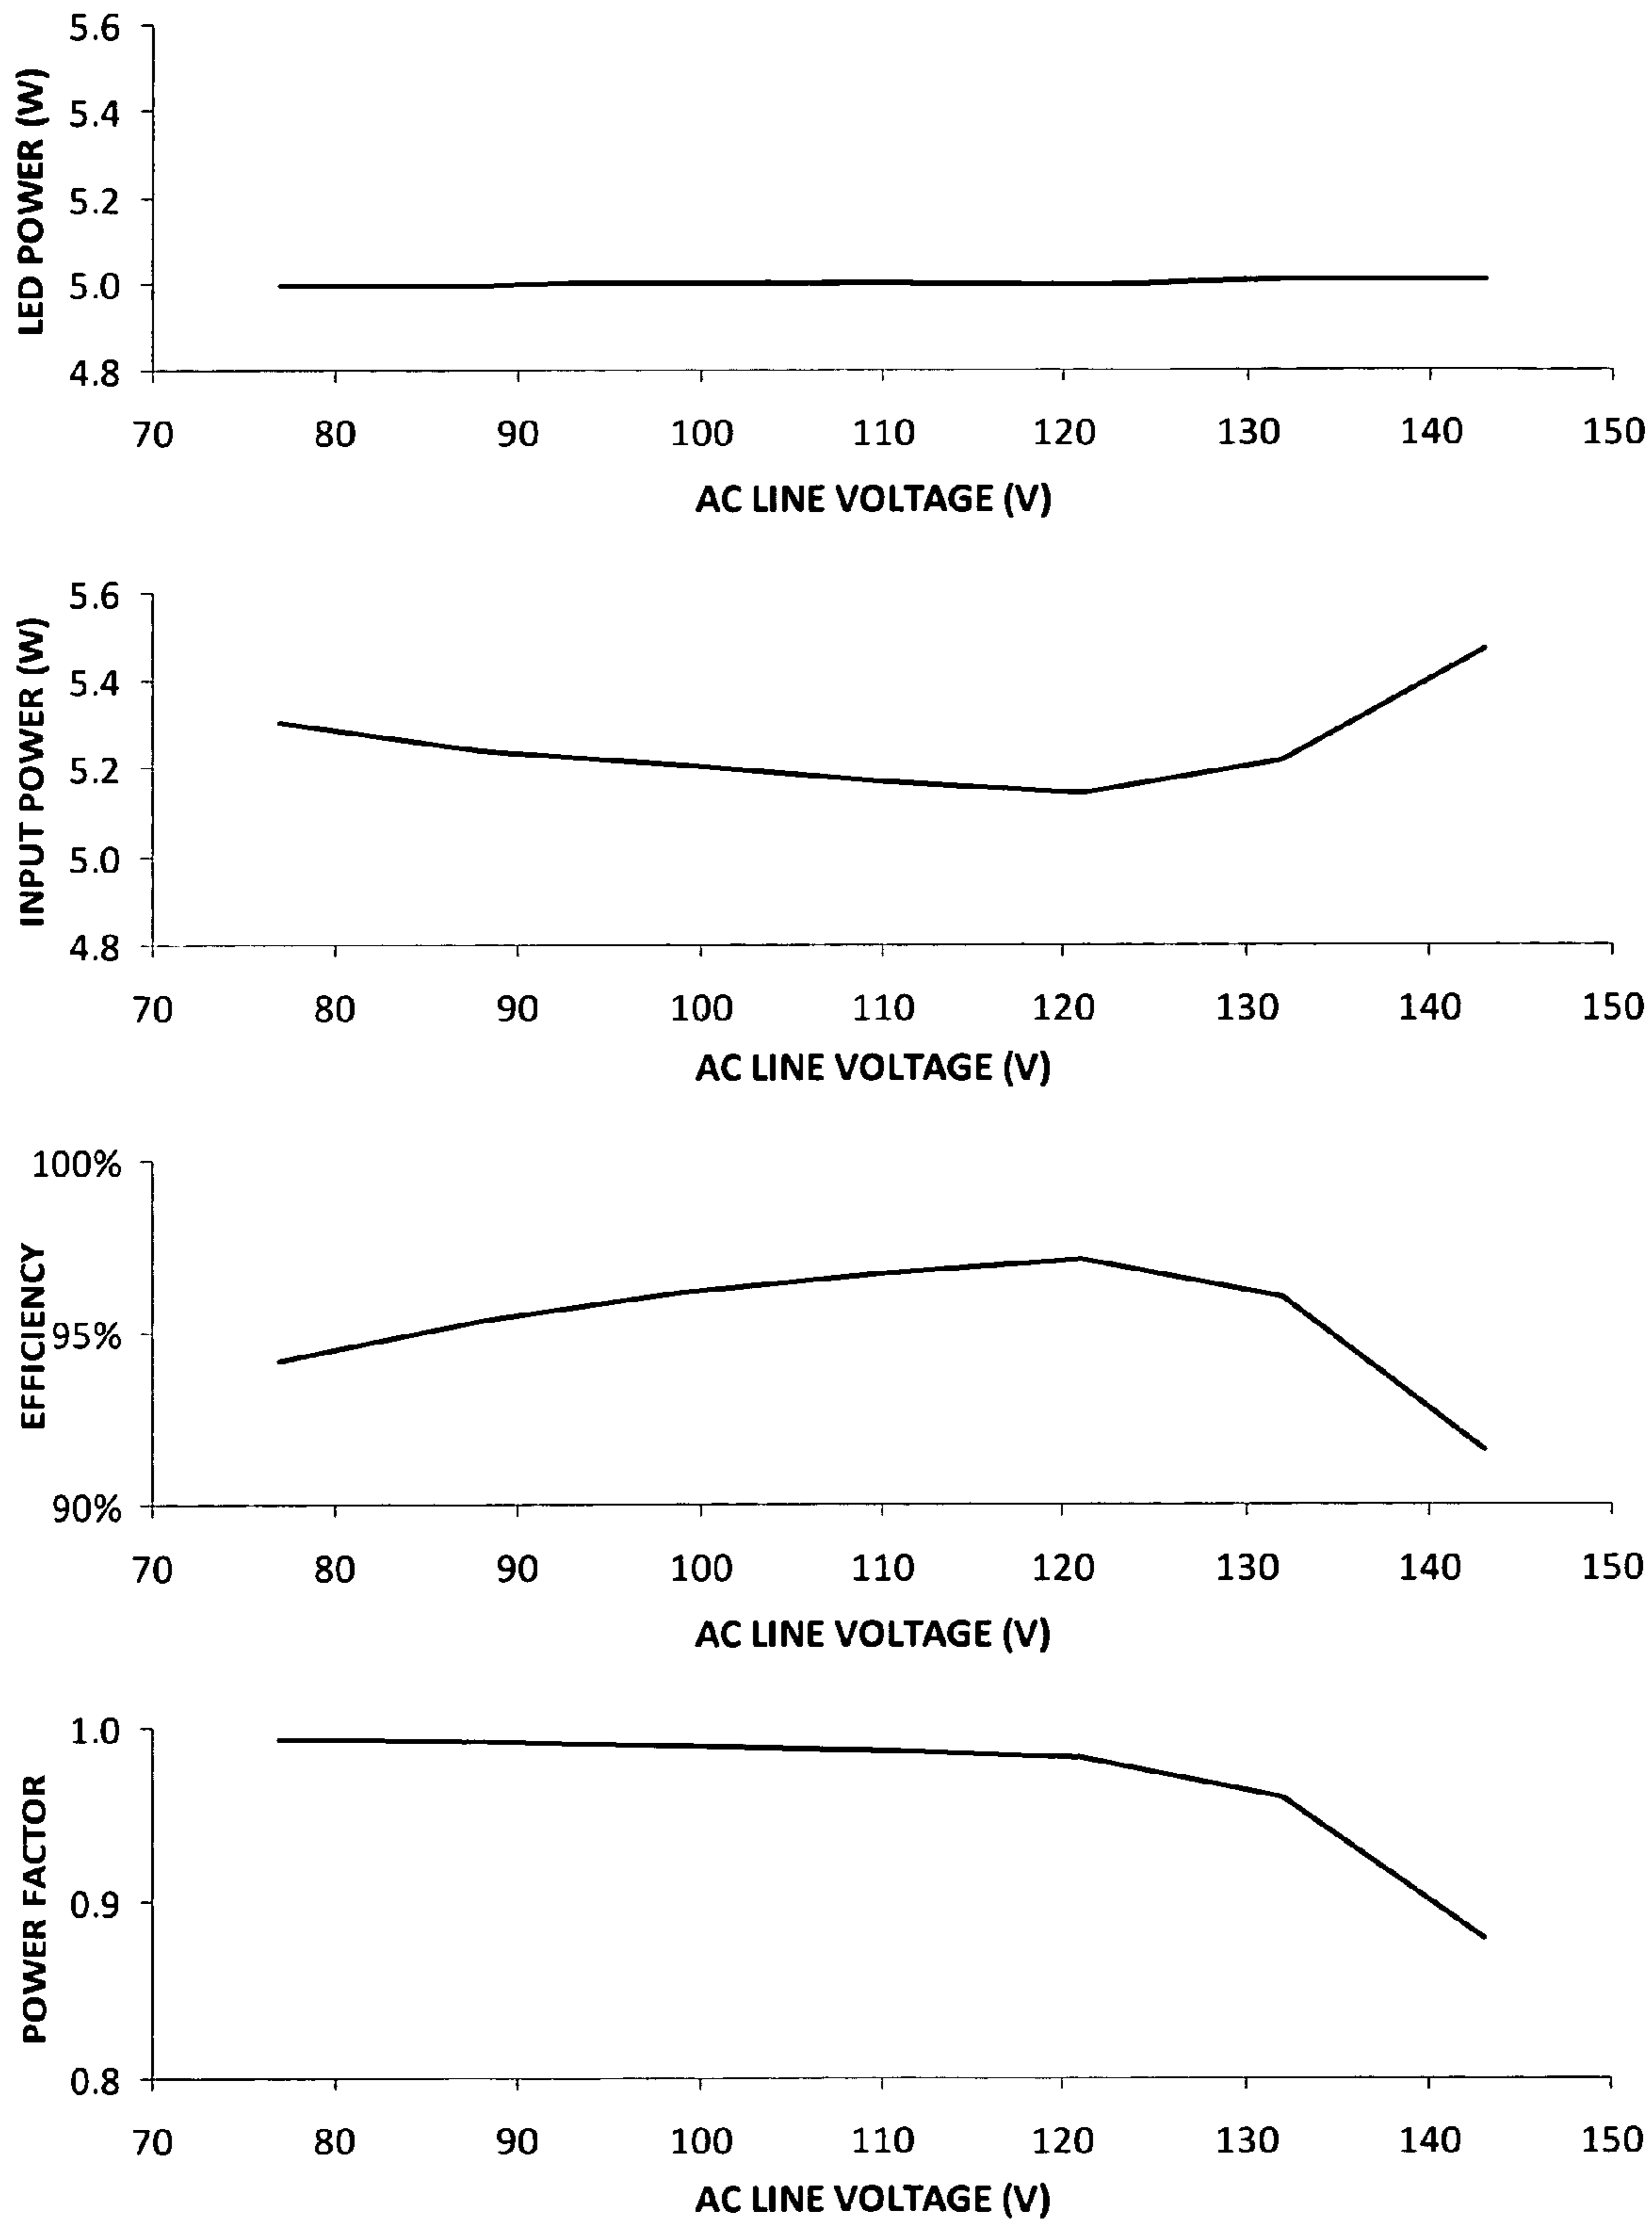 LED POWER (W)
5.6
5.4
5.2
5.0
4.8
70 80 90 100 110 120 130 140 150
AC LINE VOLTAGE (V)
INPUT POWER (W)
5.6
5.4
5.2
5.0
4.8
70 80 90 100 110 120 130 140 150
AC LINE VOLTAGE (V)
EFFICIENCY
100%
95%
90%
70 80 90 100 110 120 130 140 150
AC LINE VOLTAGE (V)
POWER FACTOR
1.0
0.9
0.8
70 80 90 100 110 120 130 140 150
AC LINE VOLTAGE (V)